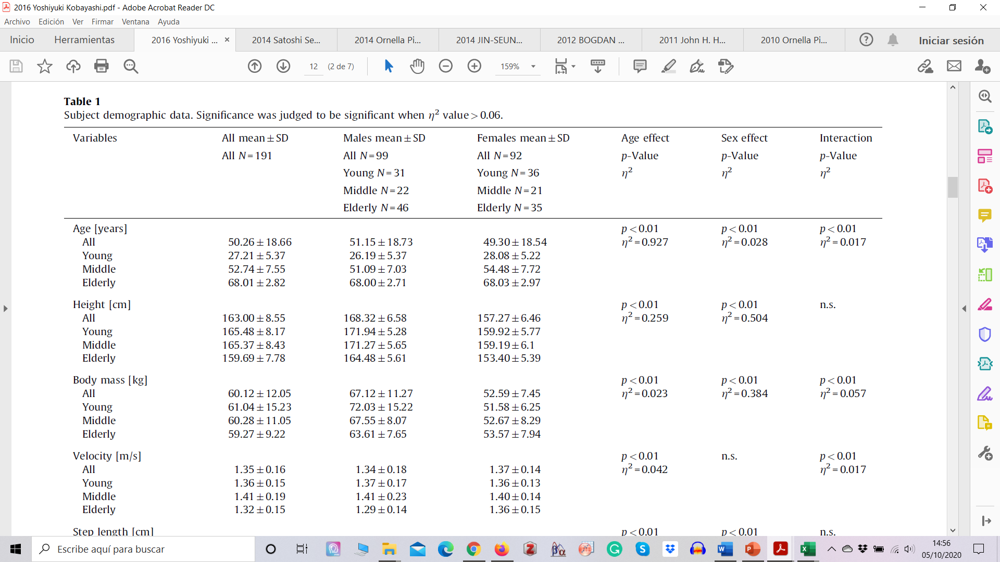 2016 Yoshiyuki Kobayashi.pdf - Adobe Acrobat Reader DC
Archivo Edición Ver Firmar Ventana Ayuda
Inicio Herramientas 2016 Yoshiyuki ... × 2014 Satoshi Se... 2014 Ornella Pi... 2014 JIN-SEUN... 2012 BOGDAN ... 2011 John H. H... 2010 Ornella Pi... Iniciar sesión
12 (2 de 7) 159%
Table 1
Subject demographic data. Significance was judged to be significant when η² value > 0.06.
Variables All mean ± SD Males mean ± SD Females mean ± SD Age effect Sex effect Interaction
All N = 191 All N = 99 All N = 92 p-Value p-Value p-Value
Young N = 31 Young N = 36 η² η² η²
Middle N = 22 Middle N = 21
Elderly N = 46 Elderly N = 35
Age [years] p < 0.01 p < 0.01 p < 0.01
All 50.26 ± 18.66 51.15 ± 18.73 49.30 ± 18.54 η² = 0.927 η² = 0.028 η² = 0.017
Young 27.21 ± 5.37 26.19 ± 5.37 28.08 ± 5.22
Middle 52.74 ± 7.55 51.09 ± 7.03 54.48 ± 7.72
Elderly 68.01 ± 2.82 68.00 ± 2.71 68.03 ± 2.97
Height [cm] p < 0.01 p < 0.01 n.s.
All 163.00 ± 8.55 168.32 ± 6.58 157.27 ± 6.46 η² = 0.259 η² = 0.504
Young 165.48 ± 8.17 171.94 ± 5.28 159.92 ± 5.77
Middle 165.37 ± 8.43 171.27 ± 5.65 159.19 ± 6.1
Elderly 159.69 ± 7.78 164.48 ± 5.61 153.40 ± 5.39
Body mass [kg] p < 0.01 p < 0.01 p < 0.01
All 60.12 ± 12.05 67.12 ± 11.27 52.59 ± 7.45 η² = 0.023 η² = 0.384 η² = 0.057
Young 61.04 ± 15.23 72.03 ± 15.22 51.58 ± 6.25
Middle 60.28 ± 11.05 67.55 ± 8.07 52.67 ± 8.29
Elderly 59.27 ± 9.22 63.61 ± 7.65 53.57 ± 7.94
Velocity [m/s] p < 0.01 n.s. p < 0.01
All 1.35 ± 0.16 1.34 ± 0.18 1.37 ± 0.14 η² = 0.042 η² = 0.017
Young 1.36 ± 0.15 1.37 ± 0.17 1.36 ± 0.13
Middle 1.41 ± 0.19 1.41 ± 0.23 1.40 ± 0.14
Elderly 1.32 ± 0.15 1.29 ± 0.14 1.36 ± 0.15
Step length [cm] p < 0.01 p < 0.01 n.s.
Escribe aquí para buscar
14:56
05/10/2020